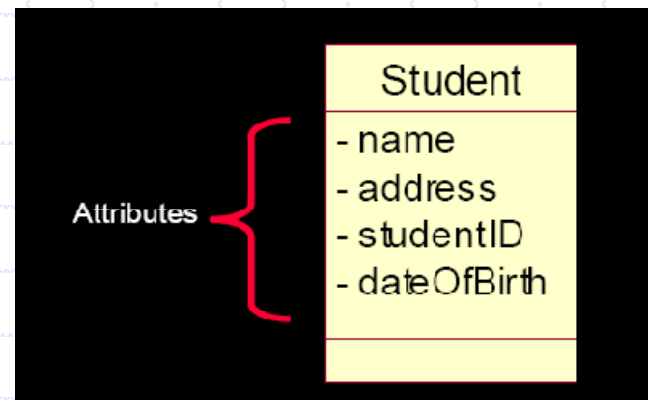 Student
- name
- address
Attributes
- studentID
- dateOfBirth